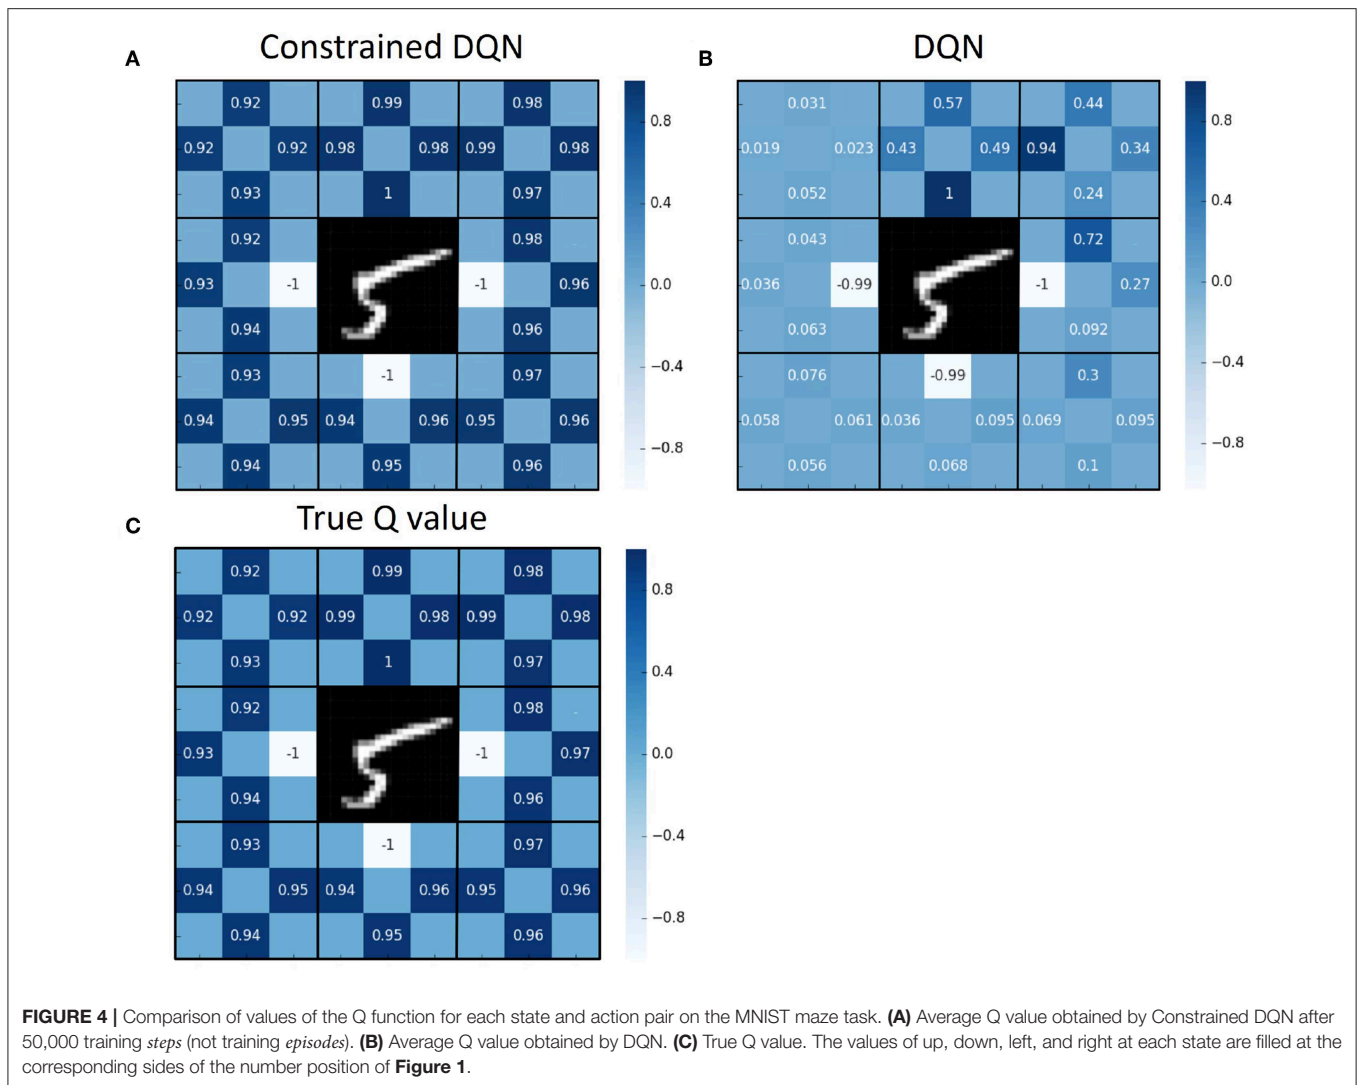 A
Constrained DQN
B
DQN
0.92 0.99 0.98
0.92 0.92 0.98 0.98 0.99 0.98
0.93 1 0.97
0.92 0.98
0.93 -1 -1 0.96
0.94 0.96
0.93 -1 0.97
0.94 0.95 0.94 0.96 0.95 0.96
0.94 0.95 0.96
0.8
0.4
0.0
−0.4
−0.8
0.031 0.57 0.44
0.019 0.023 0.43 0.49 0.94 0.34
0.052 1 0.24
0.043 0.72
0.036 -0.99 -1 0.27
0.063 0.092
0.076 -0.99 0.3
0.058 0.061 0.036 0.095 0.069 0.095
0.056 0.068 0.1
0.8
0.4
0.0
−0.4
−0.8
C
True Q value
0.92 0.99 0.98
0.92 0.92 0.99 0.98 0.99 0.98
0.93 1 0.97
0.92 0.98
0.93 -1 -1 0.97
0.94 0.96
0.93 -1 0.97
0.94 0.95 0.94 0.96 0.95 0.96
0.94 0.95 0.96
0.8
0.4
0.0
−0.4
−0.8
FIGURE 4 | Comparison of values of the Q function for each state and action pair on the MNIST maze task. (A) Average Q value obtained by Constrained DQN after
50,000 training steps (not training episodes). (B) Average Q value obtained by DQN. (C) True Q value. The values of up, down, left, and right at each state are filled at the
corresponding sides of the number position of Figure 1.